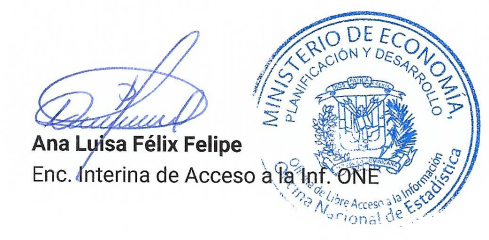 Ana Luisa Félix Felipe
Enc. Interina de Acceso a la Inf. ONE
MINISTERIO DE ECONOMÍA,
PLANIFICACIÓN Y DESARROLLO
Oficina de Libre Acceso a la Información
Oficina Nacional de Estadística